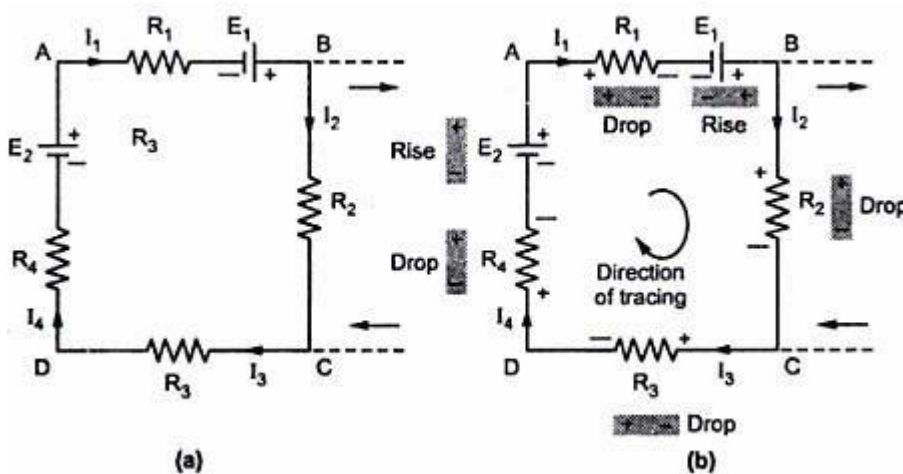 A
I₁
R₁
E₁
B
— +
I₂
+
E₂
—
R₃
R₂
R₄
I₄
D
R₃
I₃
C
(a)
A
I₁
R₁
E₁
B
+ — — +
+ − − +
Drop
Rise
I₂
Rise
+
−
+
E₂
—
+
R₂
—
+
−
Drop
Drop
+
−
—
R₄
+
Direction
of tracing
I₄
D
— +
R₃
I₃
C
+ − Drop
(b)